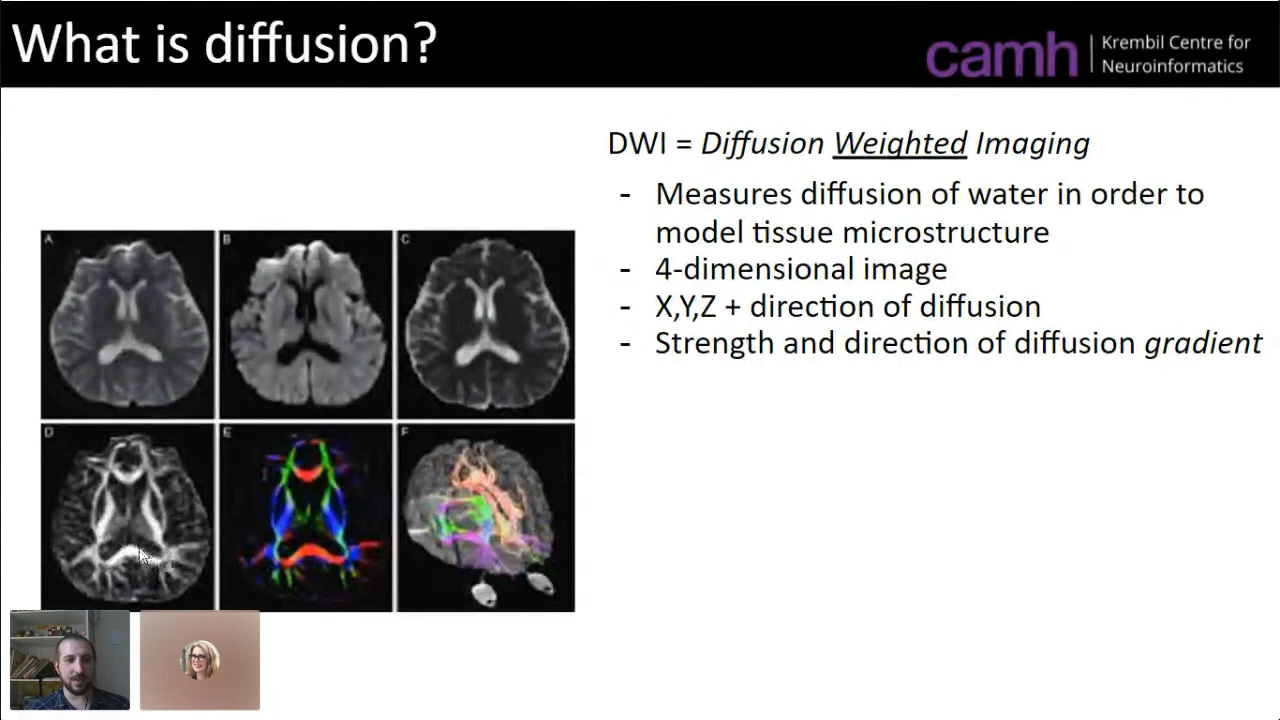 What is diffusion?
camh
Krembil Centre for
Neuroinformatics
DWI = Diffusion Weighted Imaging
- Measures diffusion of water in order to
model tissue microstructure
- 4-dimensional image
- X,Y,Z + direction of diffusion
- Strength and direction of diffusion gradient
A
B
C
D
E
F